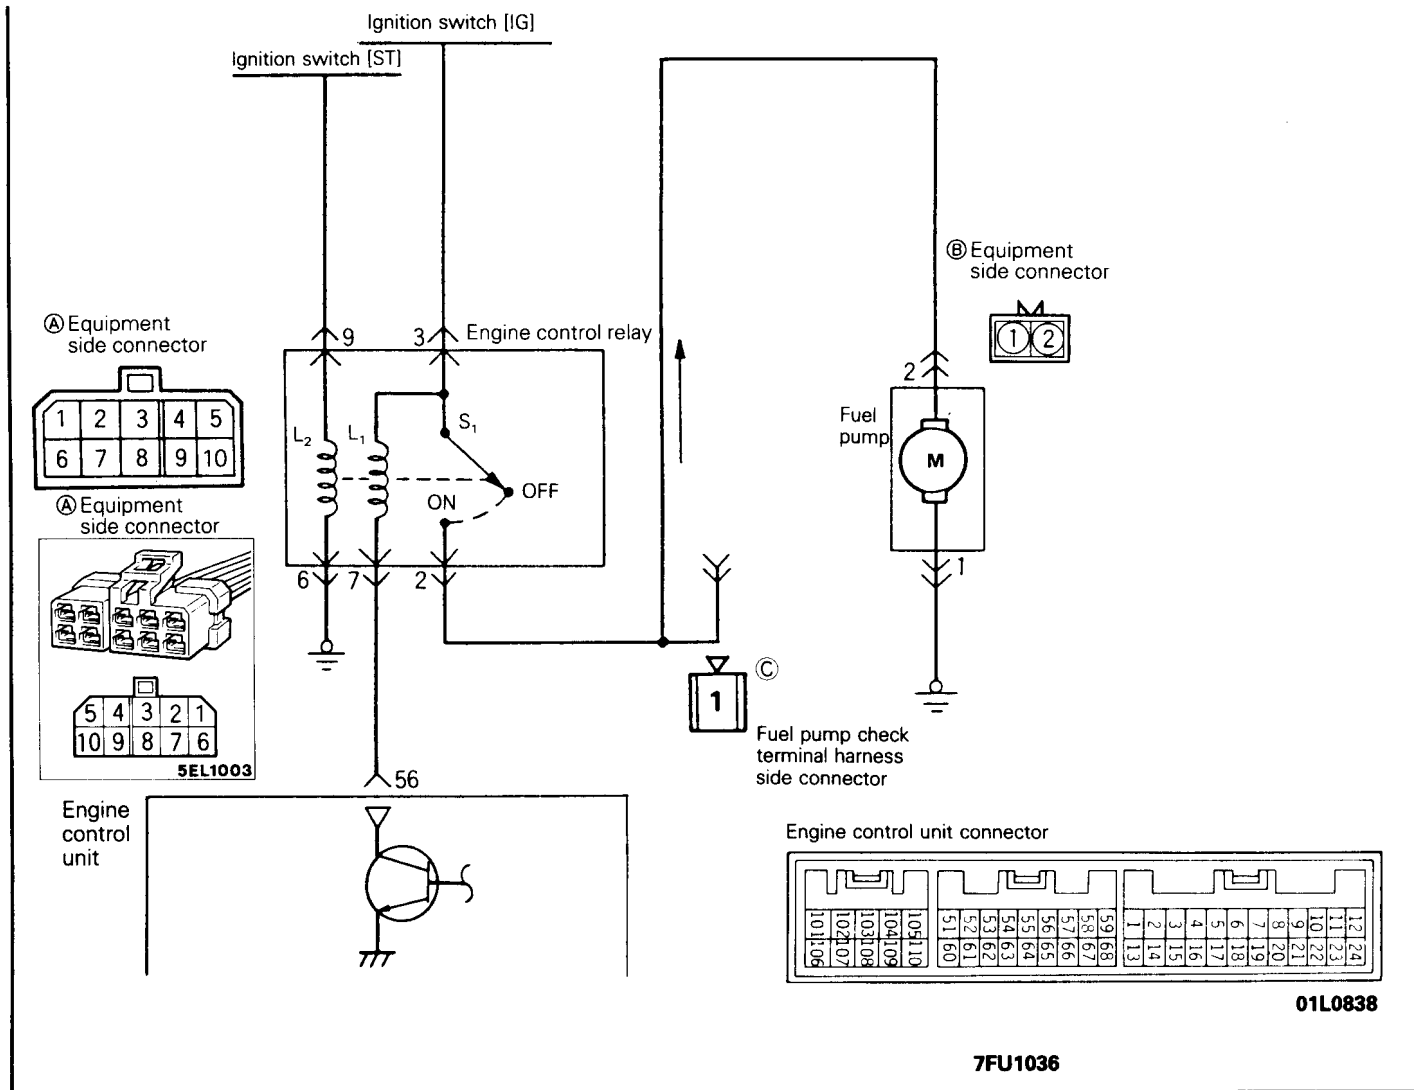 Ignition switch [IG]
Ignition switch [ST]
Ⓑ Equipment
side connector
1 2
Ⓐ Equipment
side connector
9
3
Engine control relay
2
1 2 3 4 5
6 7 8 9 10
L2
L1
S1
OFF
ON
Fuel
pump
M
Ⓐ Equipment
side connector
6
7
2
1
5 4 3 2 1
10 9 8 7 6
5EL1003
Ⓒ
1
Fuel pump check
terminal harness
side connector
56
Engine
control
unit
Engine control unit connector
101 102 103 104 105 51 52 53 54 55 56 57 58 59 1 2 3 4 5 6 7 8 9 10 11 12
106 107 108 109 110 60 61 62 63 64 65 66 67 68 13 14 15 16 17 18 19 20 21 22 23 24
01L0838
7FU1036